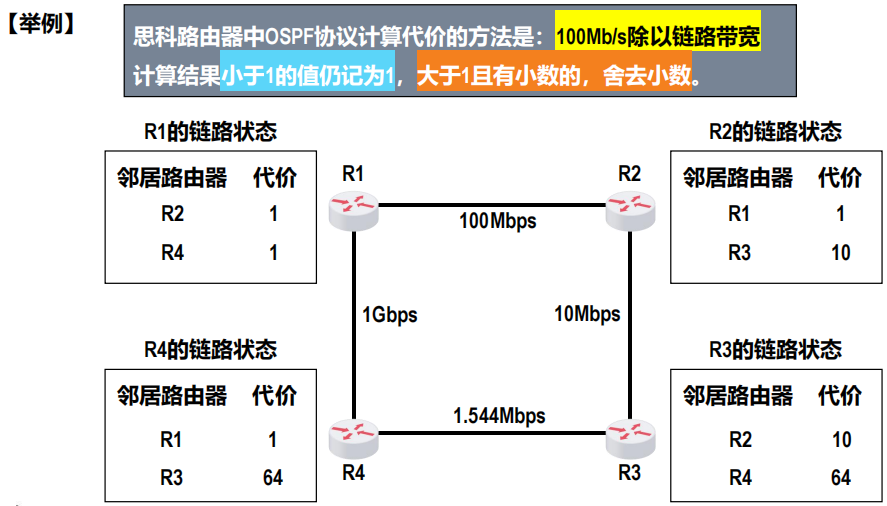 【举例】
思科路由器中OSPF协议计算代价的方法是：100Mb/s除以链路带宽
计算结果小于1的值仍记为1，大于1且有小数的，舍去小数。
R1的链路状态
邻居路由器 代价
R2 1
R4 1
R2的链路状态
邻居路由器 代价
R1 1
R3 10
R1
R2
100Mbps
1Gbps
10Mbps
1.544Mbps
R4
R3
R4的链路状态
邻居路由器 代价
R1 1
R3 64
R3的链路状态
邻居路由器 代价
R2 10
R4 64